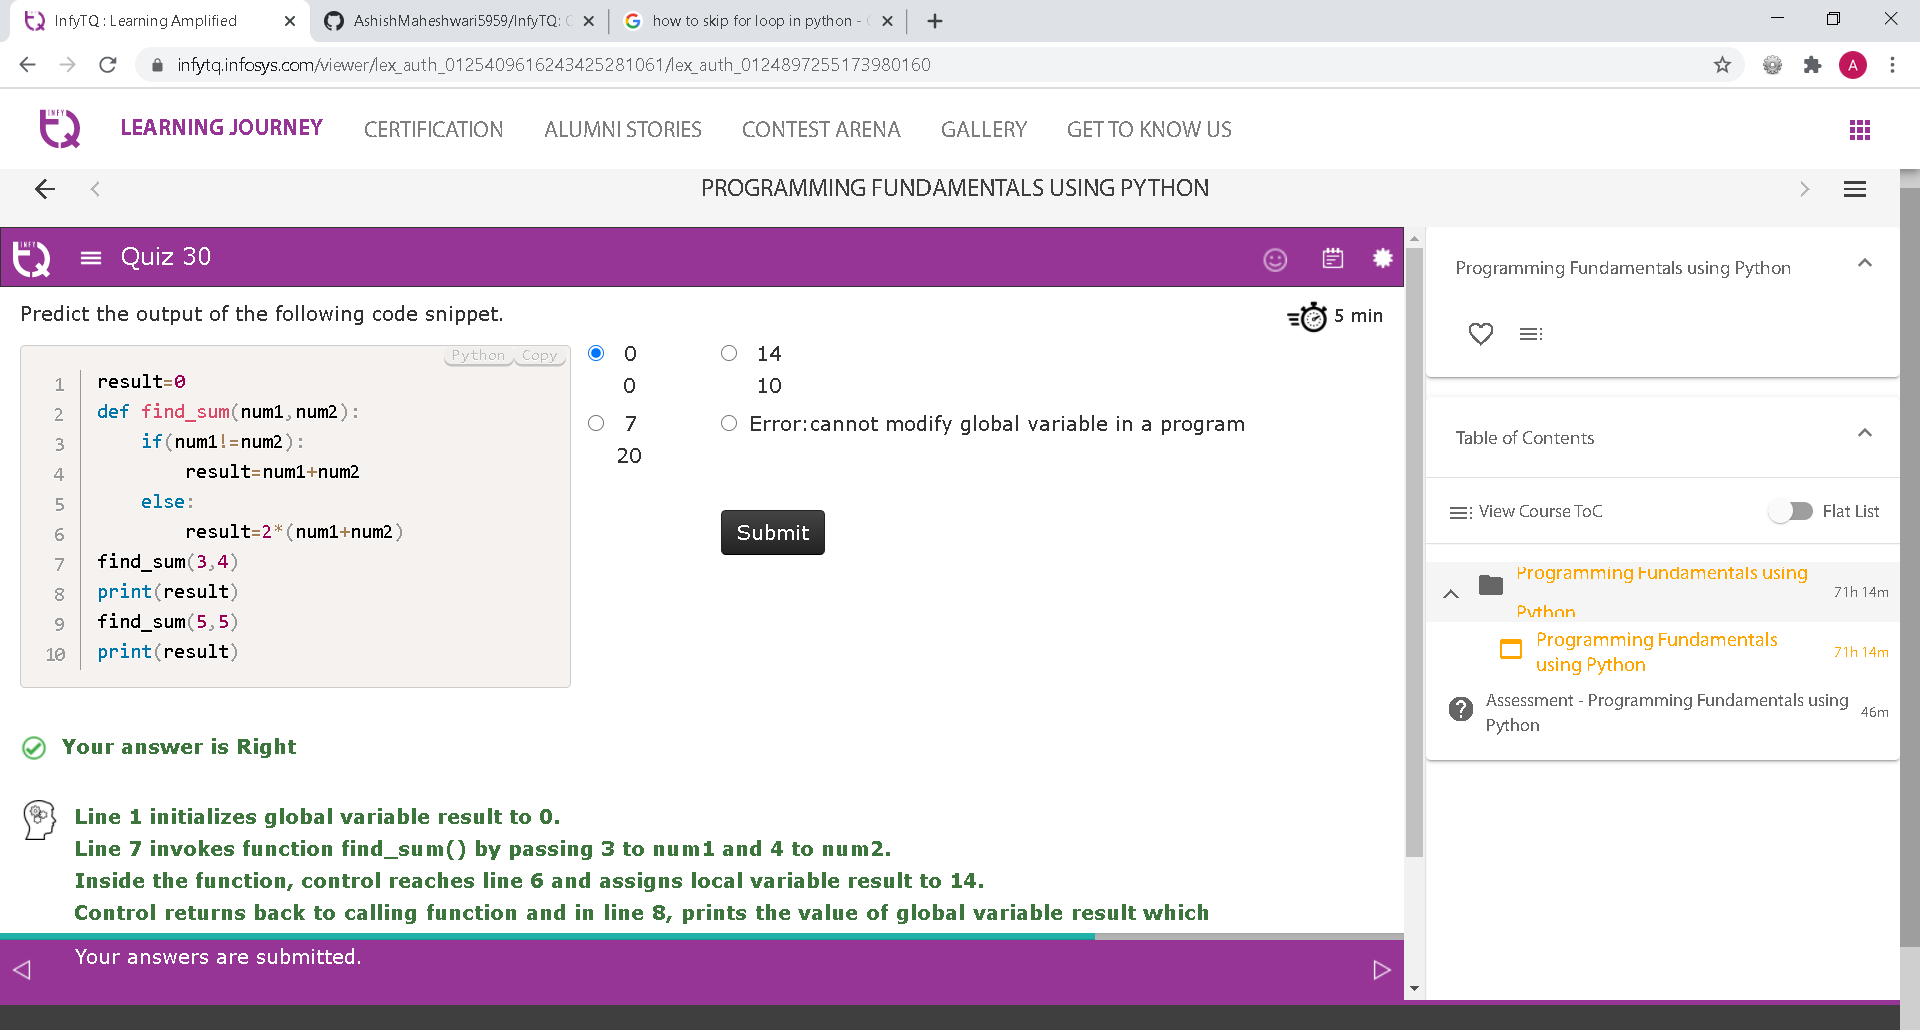 InfyTQ : Learning Amplified
AshishMaheshwari5959/InfyTQ:
how to skip for loop in python -
infytq.infosys.com/viewer/lex_auth_0125409616243425281061/lex_auth_0124897255173980160
A
INFY TQ
LEARNING JOURNEY
CERTIFICATION
ALUMNI STORIES
CONTEST ARENA
GALLERY
GET TO KNOW US
PROGRAMMING FUNDAMENTALS USING PYTHON
INFY TQ
Quiz 30
Predict the output of the following code snippet.
5 min
Python
Copy
1 result=0
2 def find_sum(num1,num2):
3 if(num1!=num2):
4 result=num1+num2
5 else:
6 result=2*(num1+num2)
7 find_sum(3,4)
8 print(result)
9 find_sum(5,5)
10 print(result)
0
0
14
10
7
20
Error:cannot modify global variable in a program
Submit
Your answer is Right
Line 1 initializes global variable result to 0.
Line 7 invokes function find_sum() by passing 3 to num1 and 4 to num2.
Inside the function, control reaches line 6 and assigns local variable result to 14.
Control returns back to calling function and in line 8, prints the value of global variable result which
Your answers are submitted.
Programming Fundamentals using Python
Table of Contents
View Course ToC
Flat List
Programming Fundamentals using
Python
71h 14m
Programming Fundamentals
using Python
71h 14m
Assessment - Programming Fundamentals using
Python
46m